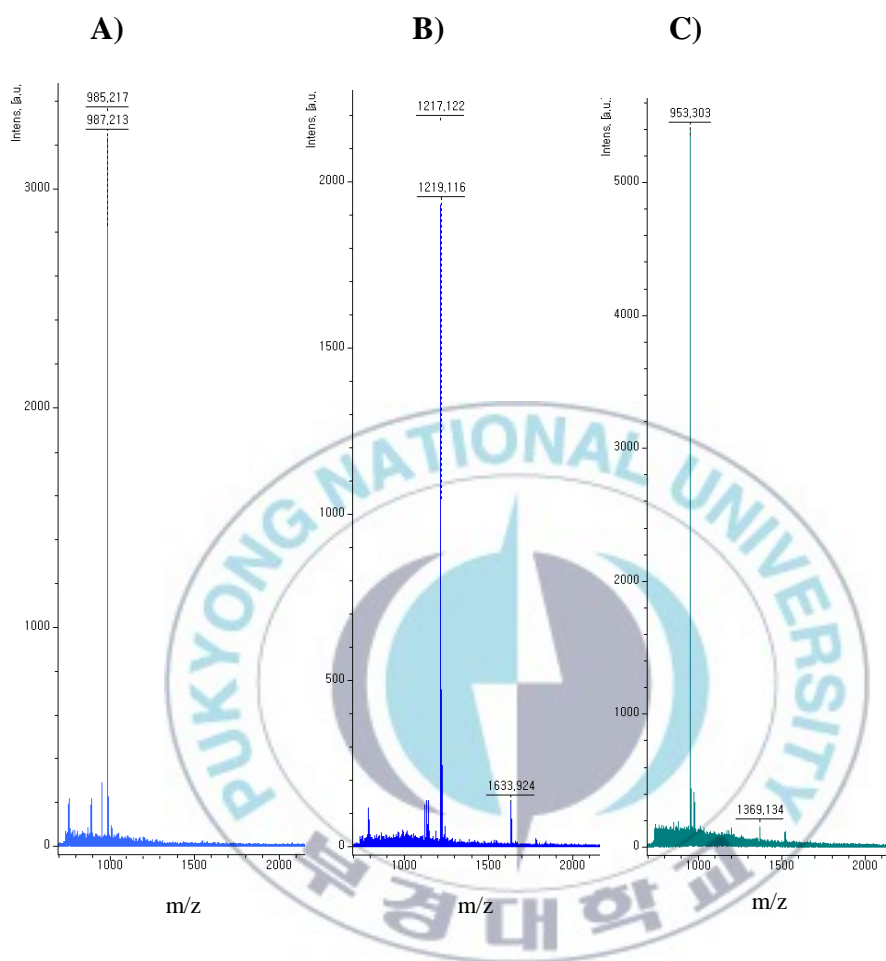 A)
B)
C)
Intens. [a.u.
985,217
987,213
3000
2000
1000
0
1000
1500
2000
m/z
Intens. [a.u.
1217,122
1219,116
2000
1500
1000
500
1633,924
0
1000
1500
2000
m/z
Intens. [a.u.]
953,303
5000
4000
3000
2000
1000
1369,134
0
1000
1500
2000
m/z
PUKYONG NATIONAL UNIVERSITY
부경대학교